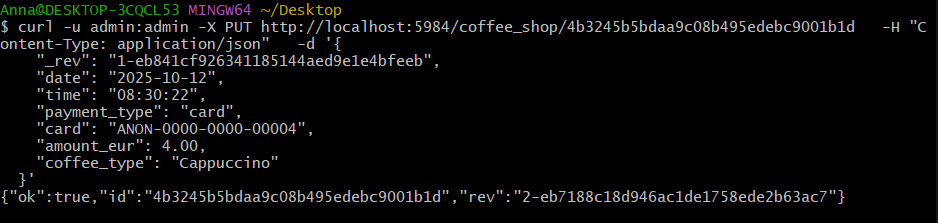 Anna@DESKTOP-3CQCL53 MINGW64 ~/Desktop
$ curl -u admin:admin -X PUT http://localhost:5984/coffee_shop/4b3245b5bdaa9c08b495edebc9001b1d   -H "C
ontent-Type: application/json"   -d '{
    "_rev": "1-eb841cf926341185144aed9e1e4bfeeb",
    "date": "2025-10-12",
    "time": "08:30:22",
    "payment_type": "card",
    "card": "ANON-0000-0000-00004",
    "amount_eur": 4.00,
    "coffee_type": "Cappuccino"
  }'
{"ok":true,"id":"4b3245b5bdaa9c08b495edebc9001b1d","rev":"2-eb7188c18d946ac1de1758ede2b63ac7"}